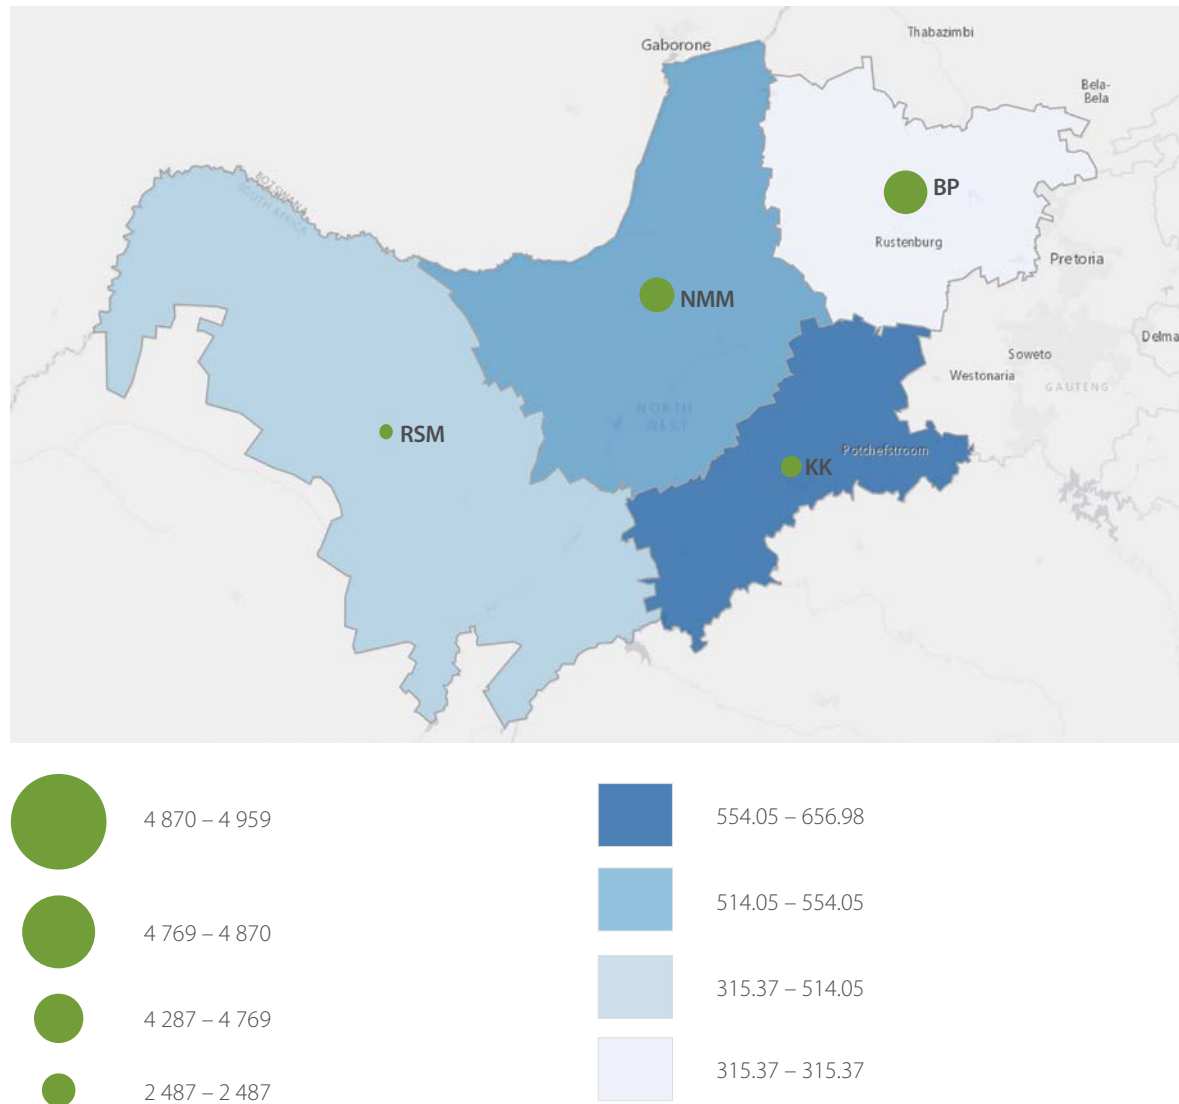 Thabazimbi
Gaborone
Bela-
Bela
BOTSWANA
SOUTH AFRICA
BP
Rustenburg
Pretoria
NMM
Delma
Soweto
Westonaria
GAUTENG
NORTH
WEST
RSM
Potchefstroom
KK
4 870 – 4 959
554.05 – 656.98
4 769 – 4 870
514.05 – 554.05
4 287 – 4 769
315.37 – 514.05
2 487 – 2 487
315.37 – 315.37